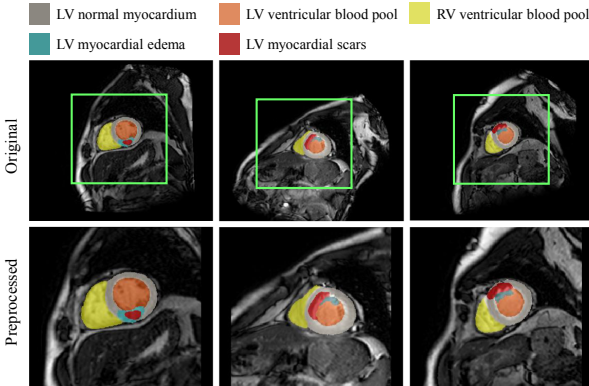 LV normal myocardium LV ventricular blood pool RV ventricular blood pool
LV myocardial edema LV myocardial scars
Original
Preprocessed